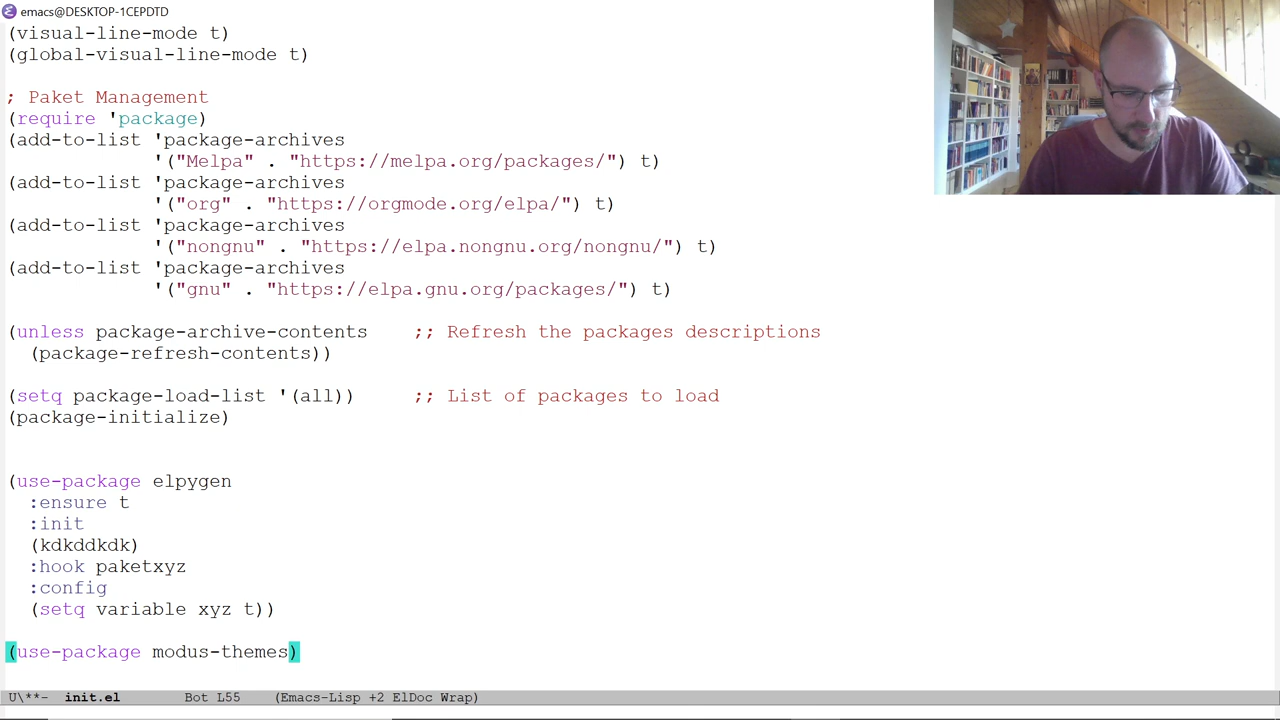 emacs@DESKTOP-1CEPDTD
(visual-line-mode t)
(global-visual-line-mode t)
; Paket Management
(require 'package)
(add-to-list 'package-archives
'("Melpa" . "https://melpa.org/packages/") t)
(add-to-list 'package-archives
'("org" . "https://orgmode.org/elpa/") t)
(add-to-list 'package-archives
'("nongnu" . "https://elpa.nongnu.org/nongnu/") t)
(add-to-list 'package-archives
'("gnu" . "https://elpa.gnu.org/packages/") t)
(unless package-archive-contents    ;; Refresh the packages descriptions
(package-refresh-contents))
(setq package-load-list '(all))     ;; List of packages to load
(package-initialize)
(use-package elpygen
:ensure t
:init
(kdkddkdk)
:hook paketxyz
:config
(setq variable xyz t))
(use-package modus-themes)
U\**-  init.el      Bot L55    (Emacs-Lisp +2 ElDoc Wrap)